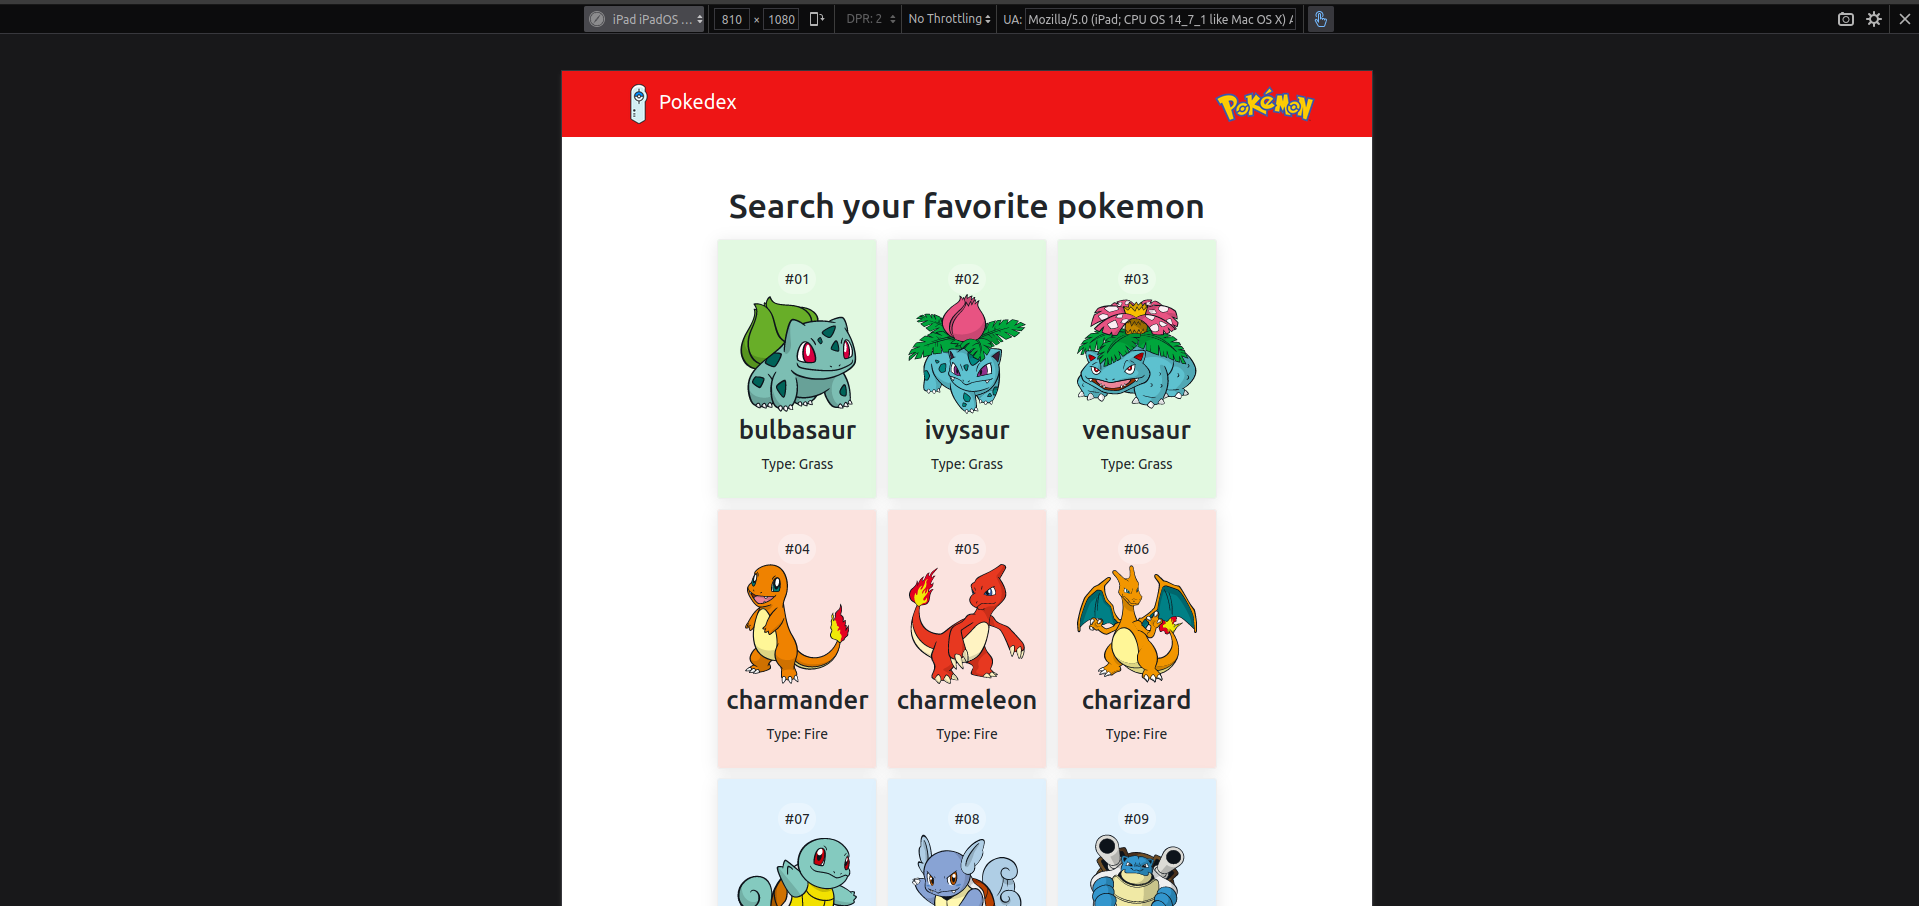 iPad iPadOS ... 810 × 1080 DPR: 2 No Throttling UA: Mozilla/5.0 (iPad; CPU OS 14_7_1 like Mac OS X)
Pokedex POKéMON
Search your favorite pokemon
#01 #02 #03
bulbasaur ivysaur venusaur
Type: Grass Type: Grass Type: Grass
#04 #05 #06
charmander charmeleon charizard
Type: Fire Type: Fire Type: Fire
#07 #08 #09